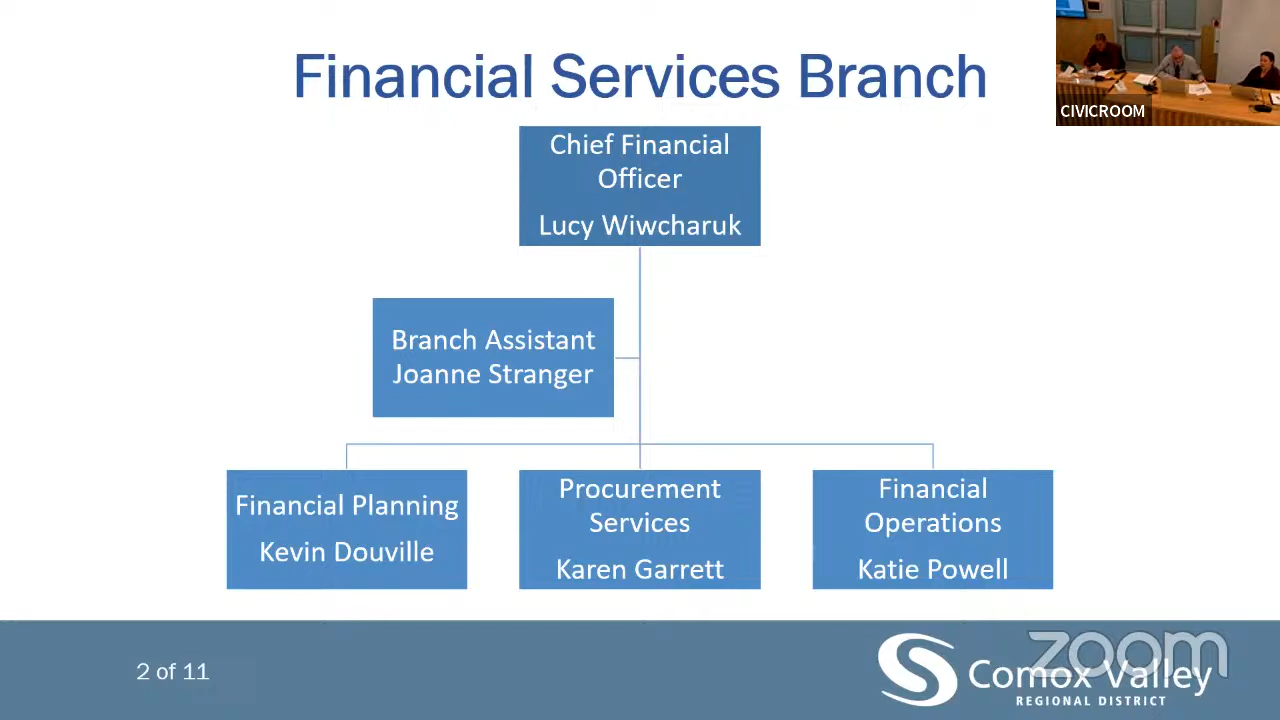 Financial Services Branch
CIVICROOM
Chief Financial
Officer
Lucy Wiwcharuk
Branch Assistant
Joanne Stranger
Financial Planning
Kevin Douville
Procurement
Services
Karen Garrett
Financial
Operations
Katie Powell
2 of 11
zoom
Comox Valley
REGIONAL DISTRICT